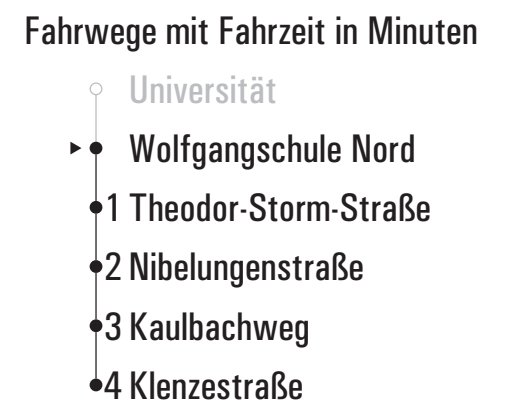 Fahrwege mit Fahrzeit in Minuten
Universität
Wolfgangschule Nord
1 Theodor-Storm-Straße
2 Nibelungenstraße
3 Kaulbachweg
4 Klenzestraße